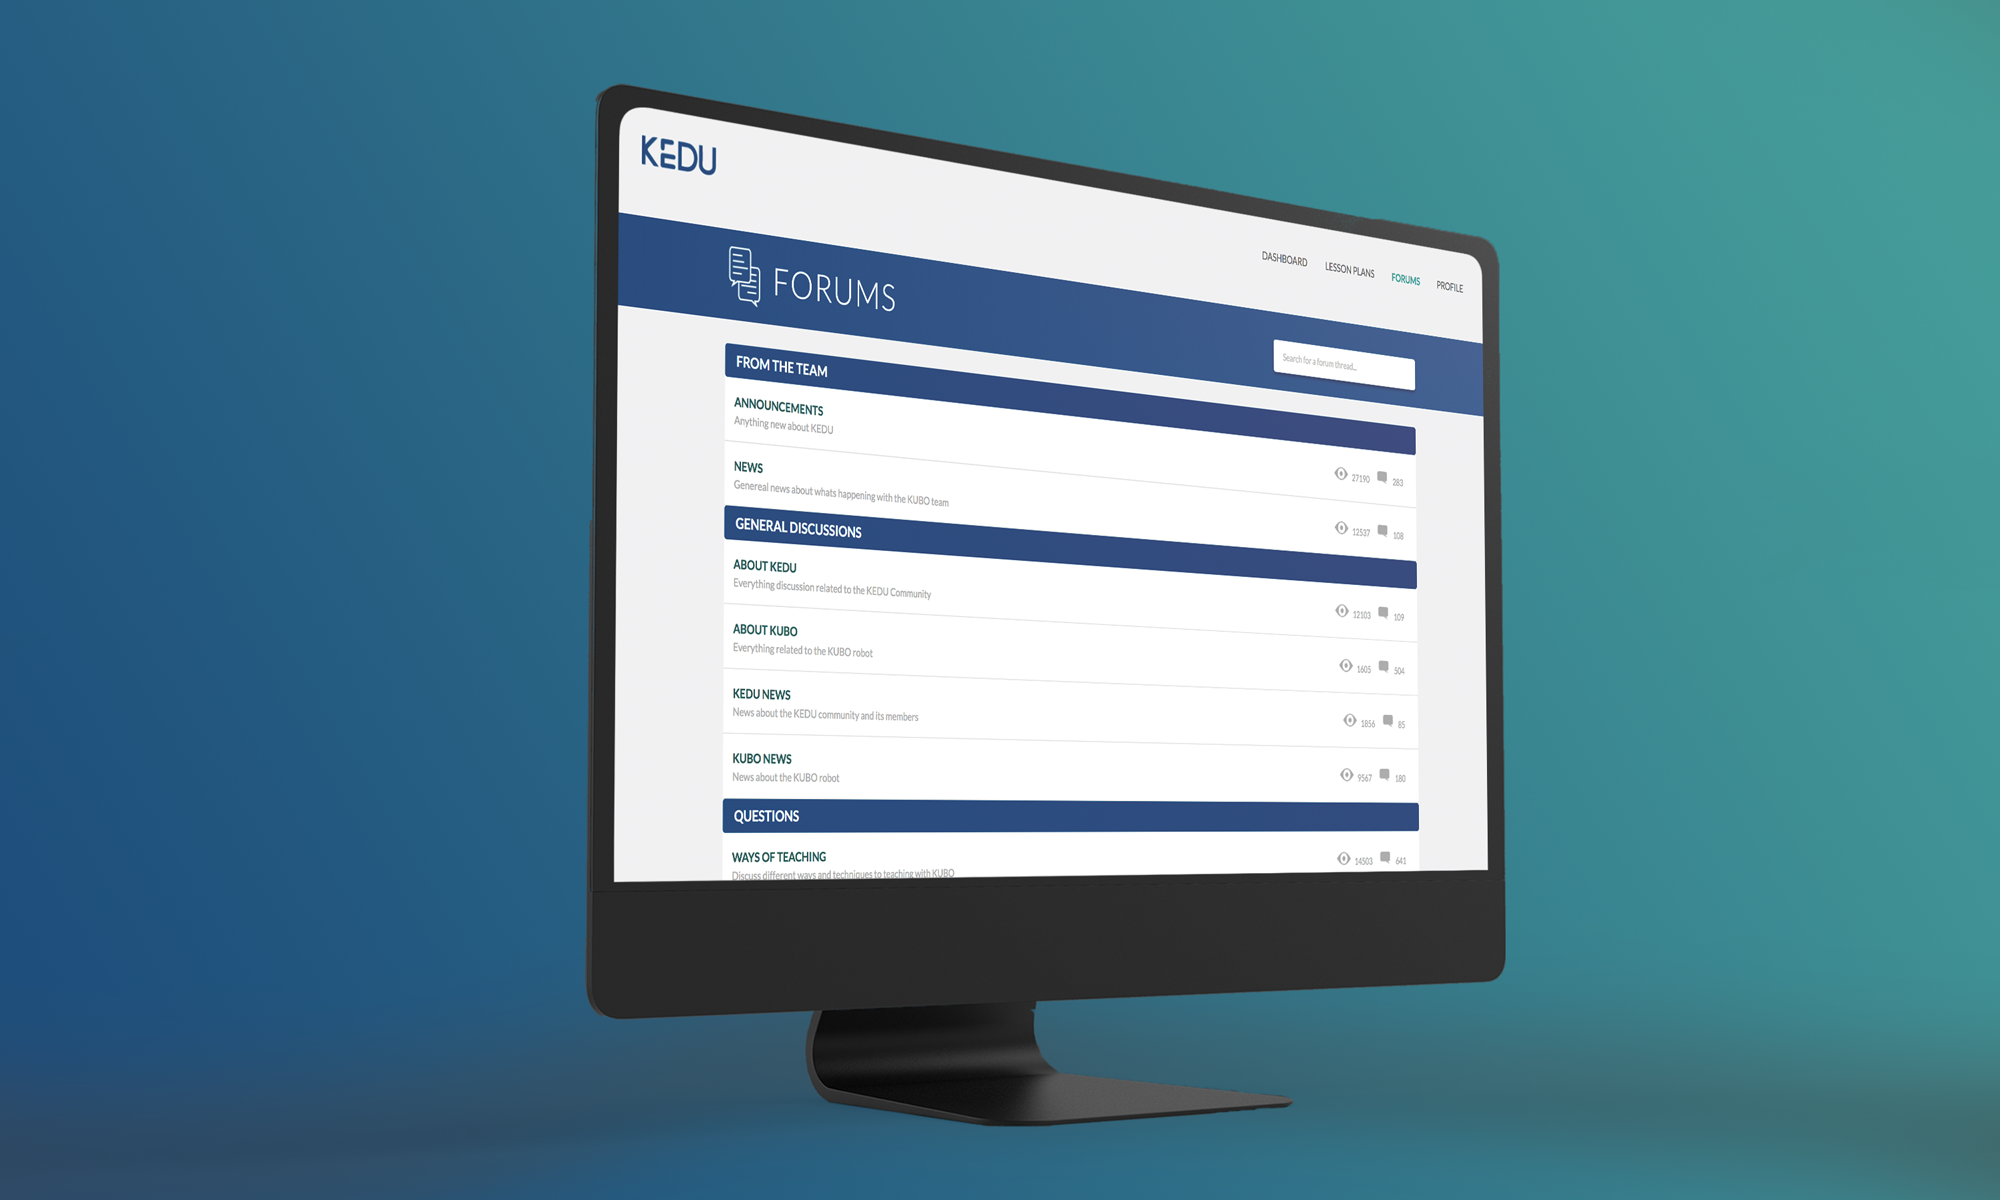 KEDU
DASHBOARD
LESSON PLANS
FORUMS
PROFILE
FORUMS
Search for a forum thread...
FROM THE TEAM
ANNOUNCEMENTS
Anything new about KEDU
27190
283
NEWS
Genereal news about whats happening with the KUBO team
12537
108
GENERAL DISCUSSIONS
ABOUT KEDU
Everything discussion related to the KEDU Community
12103
109
ABOUT KUBO
Everything related to the KUBO robot
1605
504
KEDU NEWS
News about the KEDU community and its members
1856
85
KUBO NEWS
News about the KUBO robot
9567
180
QUESTIONS
WAYS OF TEACHING
Discuss different ways and techniques to teaching with KUBO
14503
641